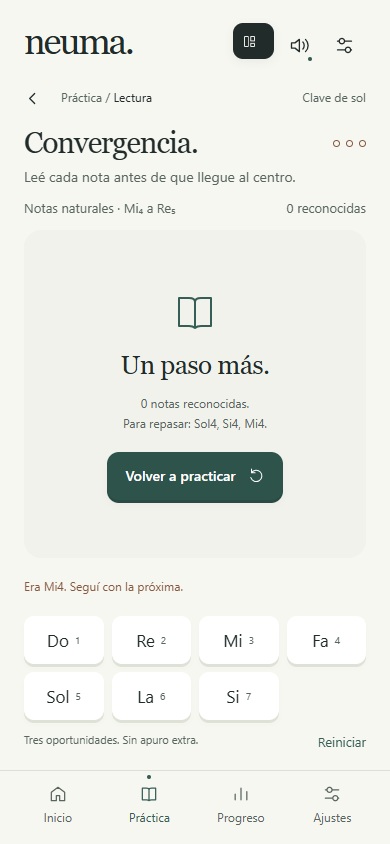 neuma.
Práctica / Lectura
Clave de sol
Convergencia.
Leé cada nota antes de que llegue al centro.
Notas naturales · Mi₄ a Re₅
0 reconocidas
Un paso más.
0 notas reconocidas.
Para repasar: Sol4, Si4, Mi4.
Volver a practicar
Era Mi4. Seguí con la próxima.
Do 1
Re 2
Mi 3
Fa 4
Sol 5
La 6
Si 7
Tres oportunidades. Sin apuro extra.
Reiniciar
Inicio
Práctica
Progreso
Ajustes